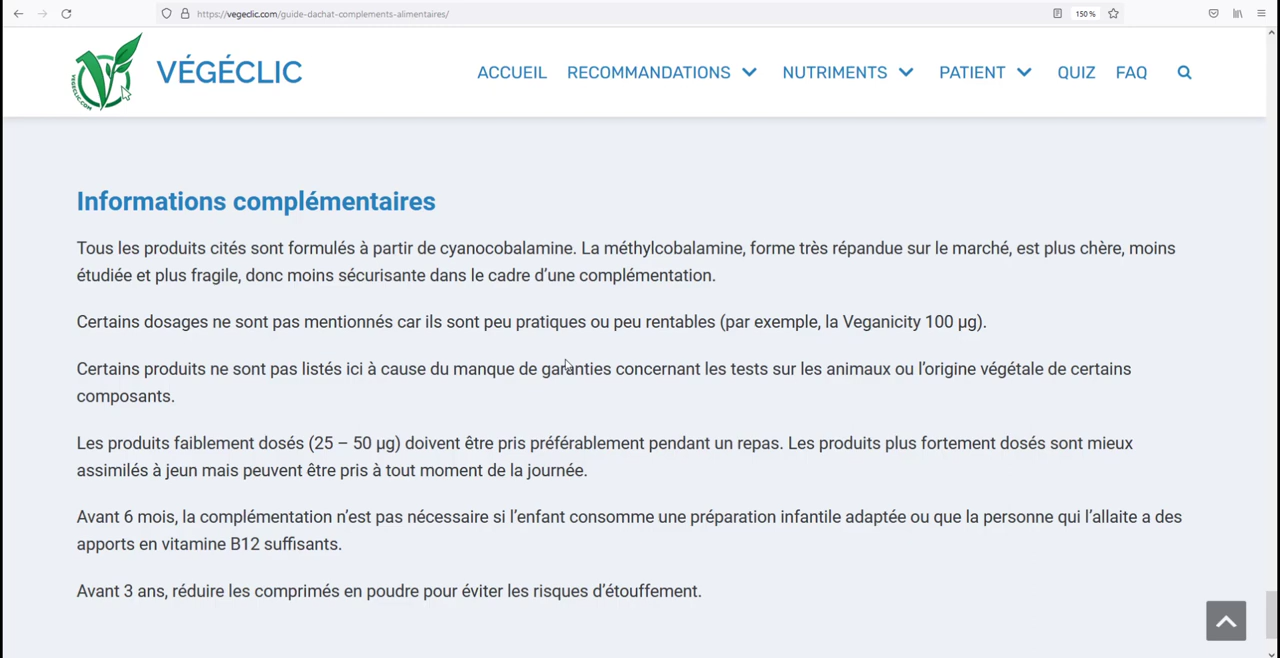 https://vegeclic.com/guide-dachat-complements-alimentaires/
150 %
VEGECLIC.COM
VÉGÉCLIC
ACCUEIL RECOMMANDATIONS NUTRIMENTS PATIENT QUIZ FAQ
Informations complémentaires
Tous les produits cités sont formulés à partir de cyanocobalamine. La méthylcobalamine, forme très répandue sur le marché, est plus chère, moins
étudiée et plus fragile, donc moins sécurisante dans le cadre d’une complémentation.
Certains dosages ne sont pas mentionnés car ils sont peu pratiques ou peu rentables (par exemple, la Veganicity 100 µg).
Certains produits ne sont pas listés ici à cause du manque de garanties concernant les tests sur les animaux ou l’origine végétale de certains
composants.
Les produits faiblement dosés (25 – 50 µg) doivent être pris préférablement pendant un repas. Les produits plus fortement dosés sont mieux
assimilés à jeun mais peuvent être pris à tout moment de la journée.
Avant 6 mois, la complémentation n’est pas nécessaire si l’enfant consomme une préparation infantile adaptée ou que la personne qui l’allaite a des
apports en vitamine B12 suffisants.
Avant 3 ans, réduire les comprimés en poudre pour éviter les risques d’étouffement.